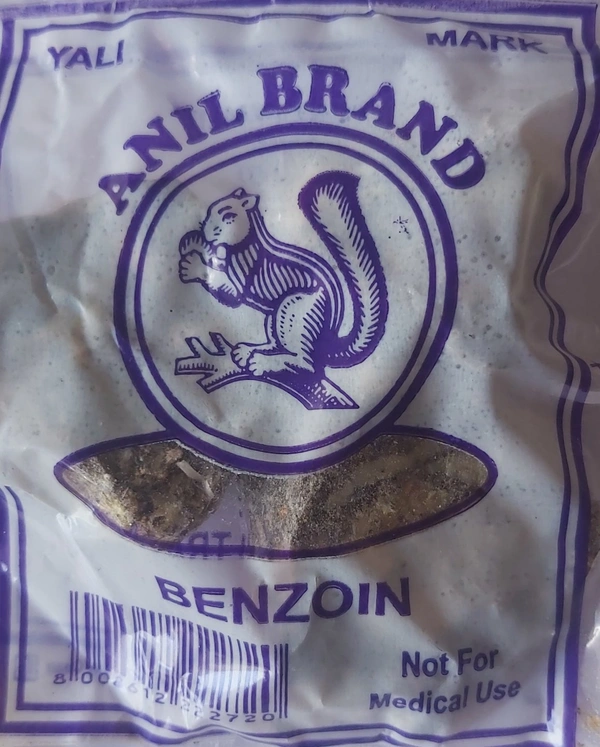 YALI MARK
ANIL BRAND
BENZOIN
Not For
Medical Use